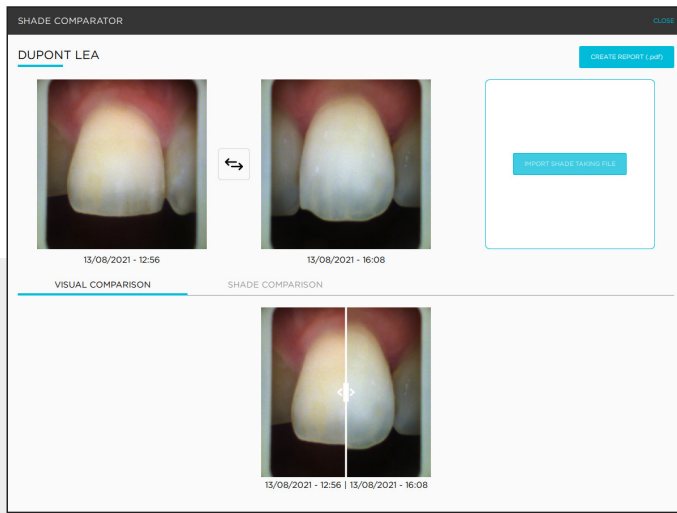 SHADE COMPARATOR
CLOSE
DUPONT LEA
CREATE REPORT (.pdf)
IMPORT SHADE TAKING FILE
13/08/2021 - 12:56
13/08/2021 - 16:08
VISUAL COMPARISON
SHADE COMPARISON
13/08/2021 - 12:56 | 13/08/2021 - 16:08